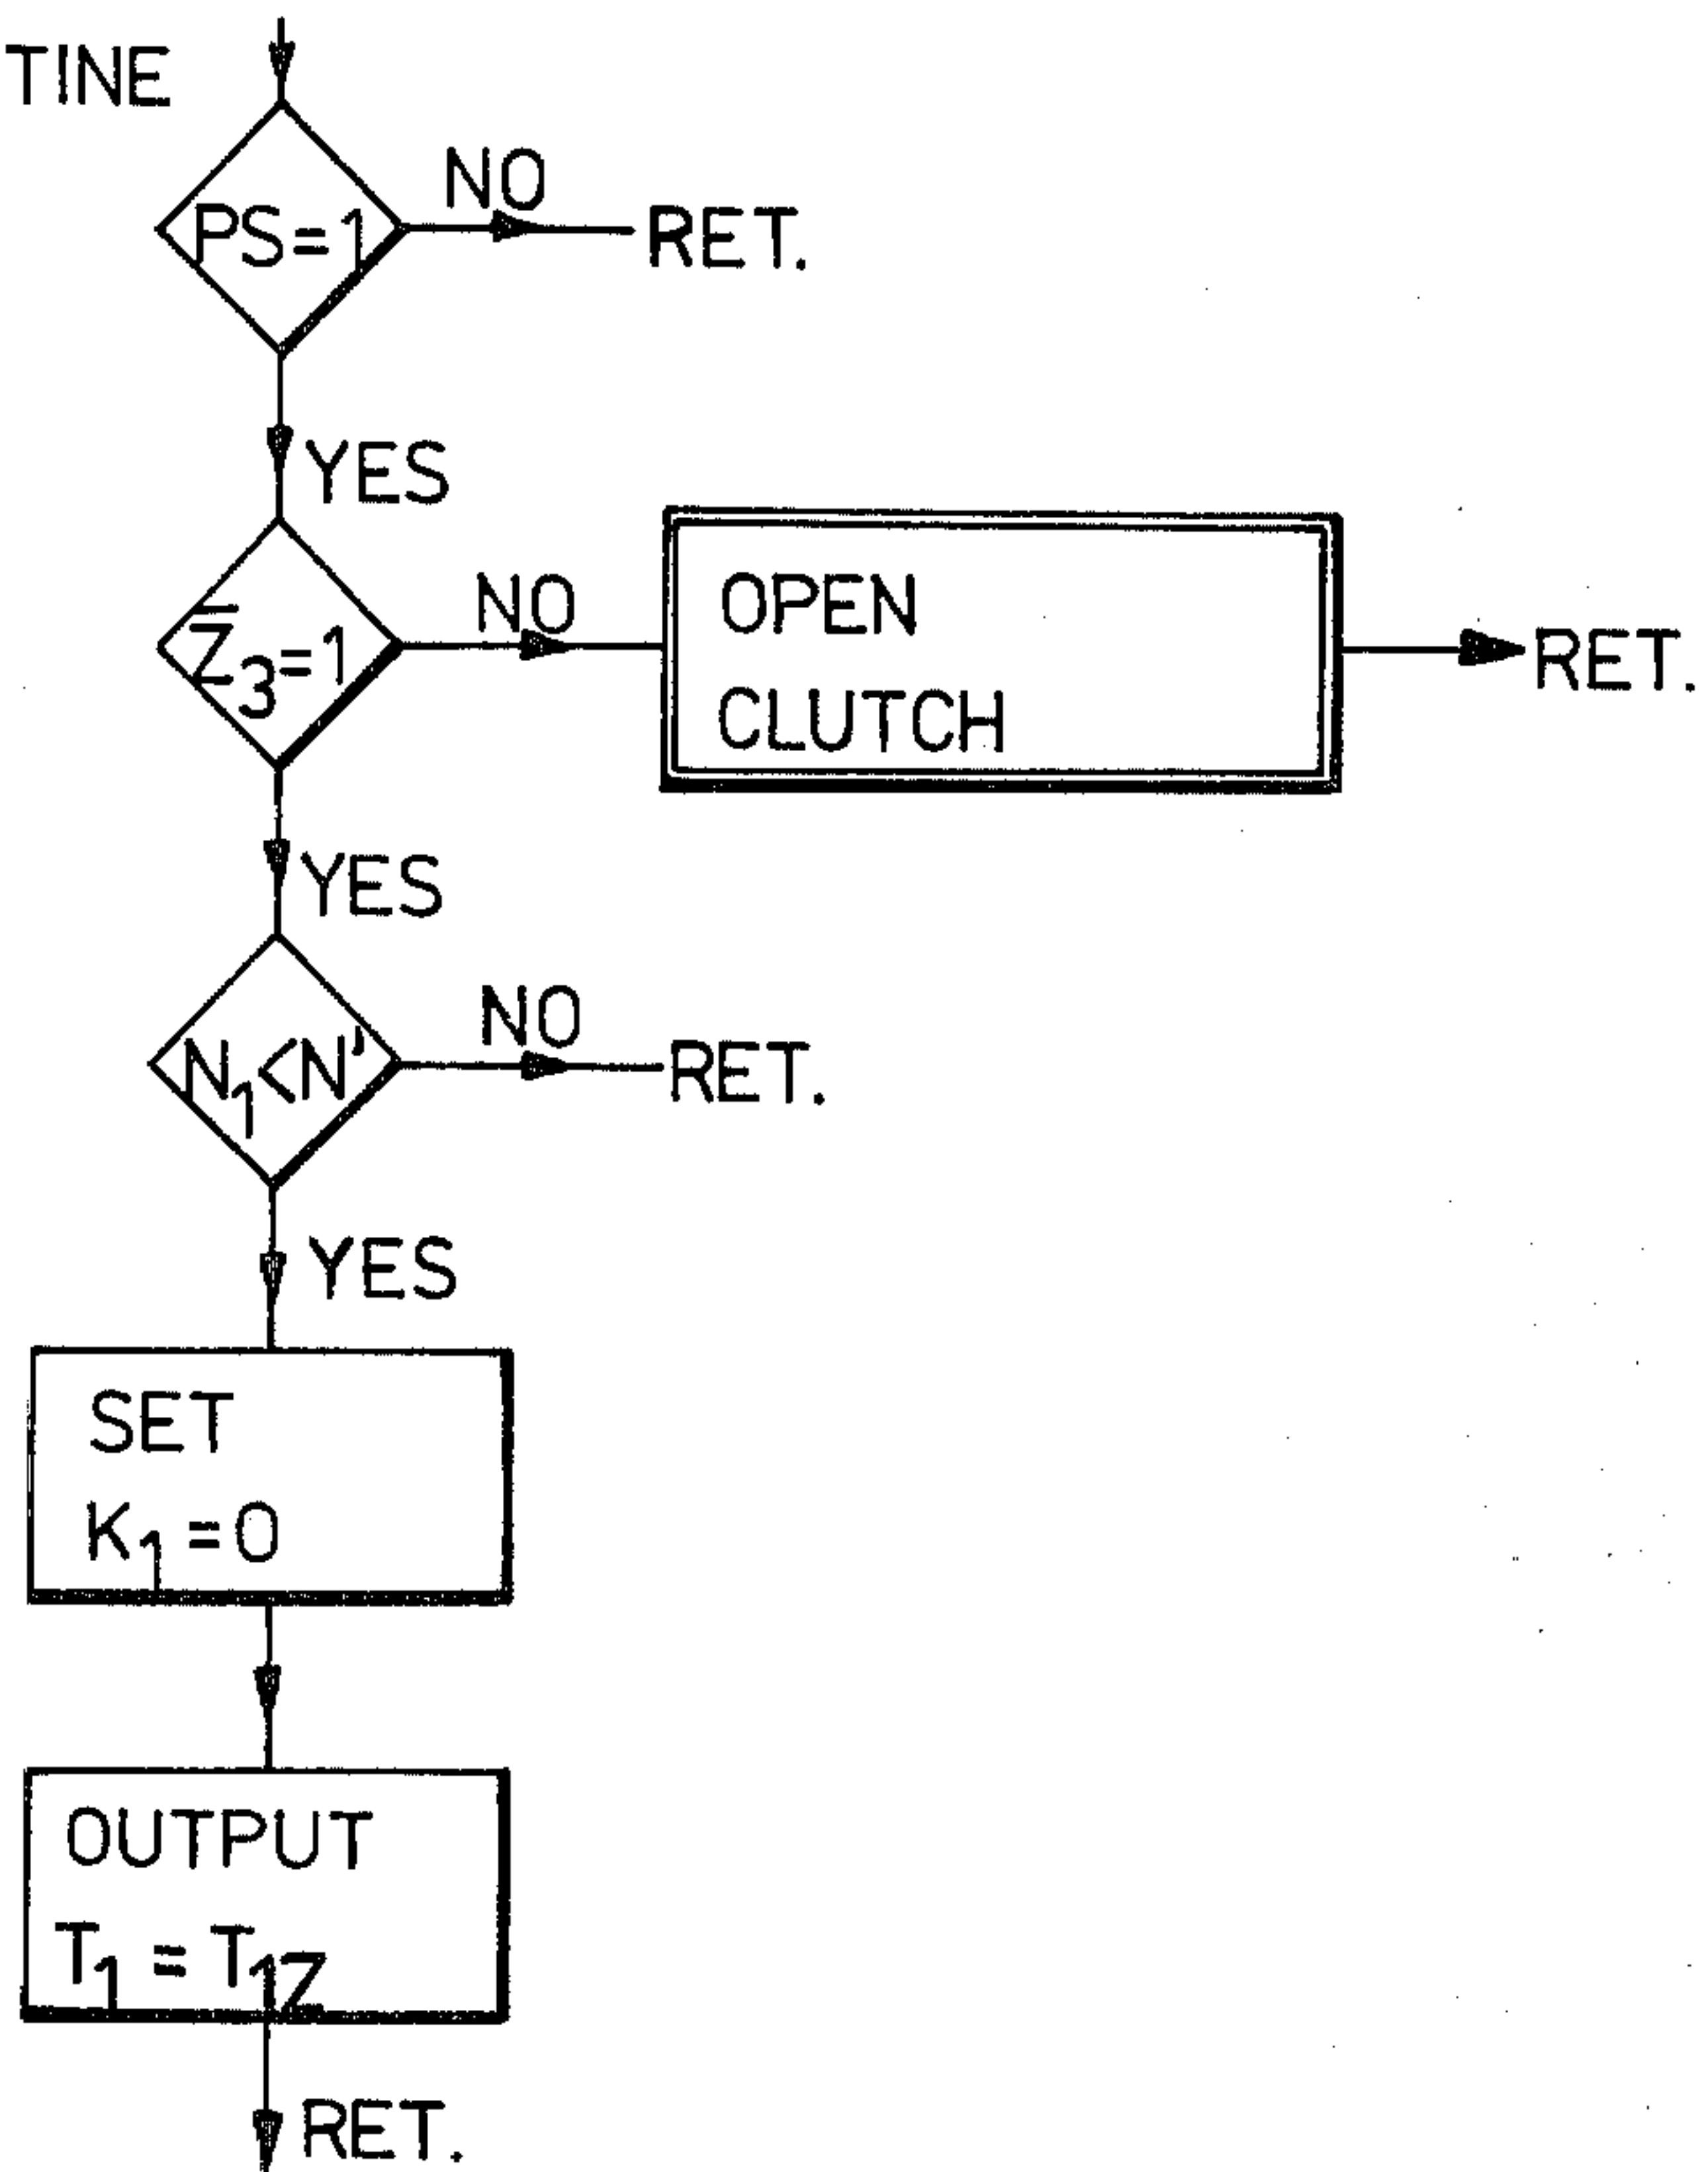 TINE
PS=1
NO
RET.
YES
Z̅₃=1
NO
OPEN
CLUTCH
RET.
YES
N₁<N'
NO
RET.
YES
SET
K₁=0
OUTPUT
T₁=T₁Z
RET.